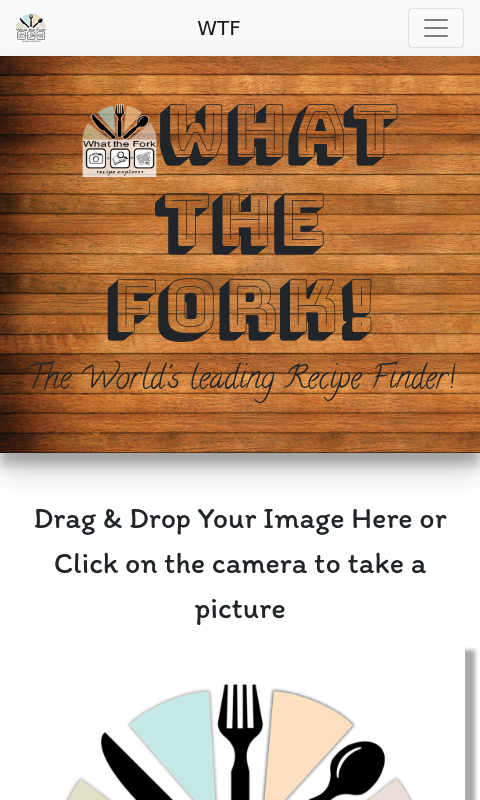 WTF
WHAT
What the Fork
recipe explorer
THE
FORK!
The World's leading Recipe Finder!
Drag & Drop Your Image Here or
Click on the camera to take a
picture